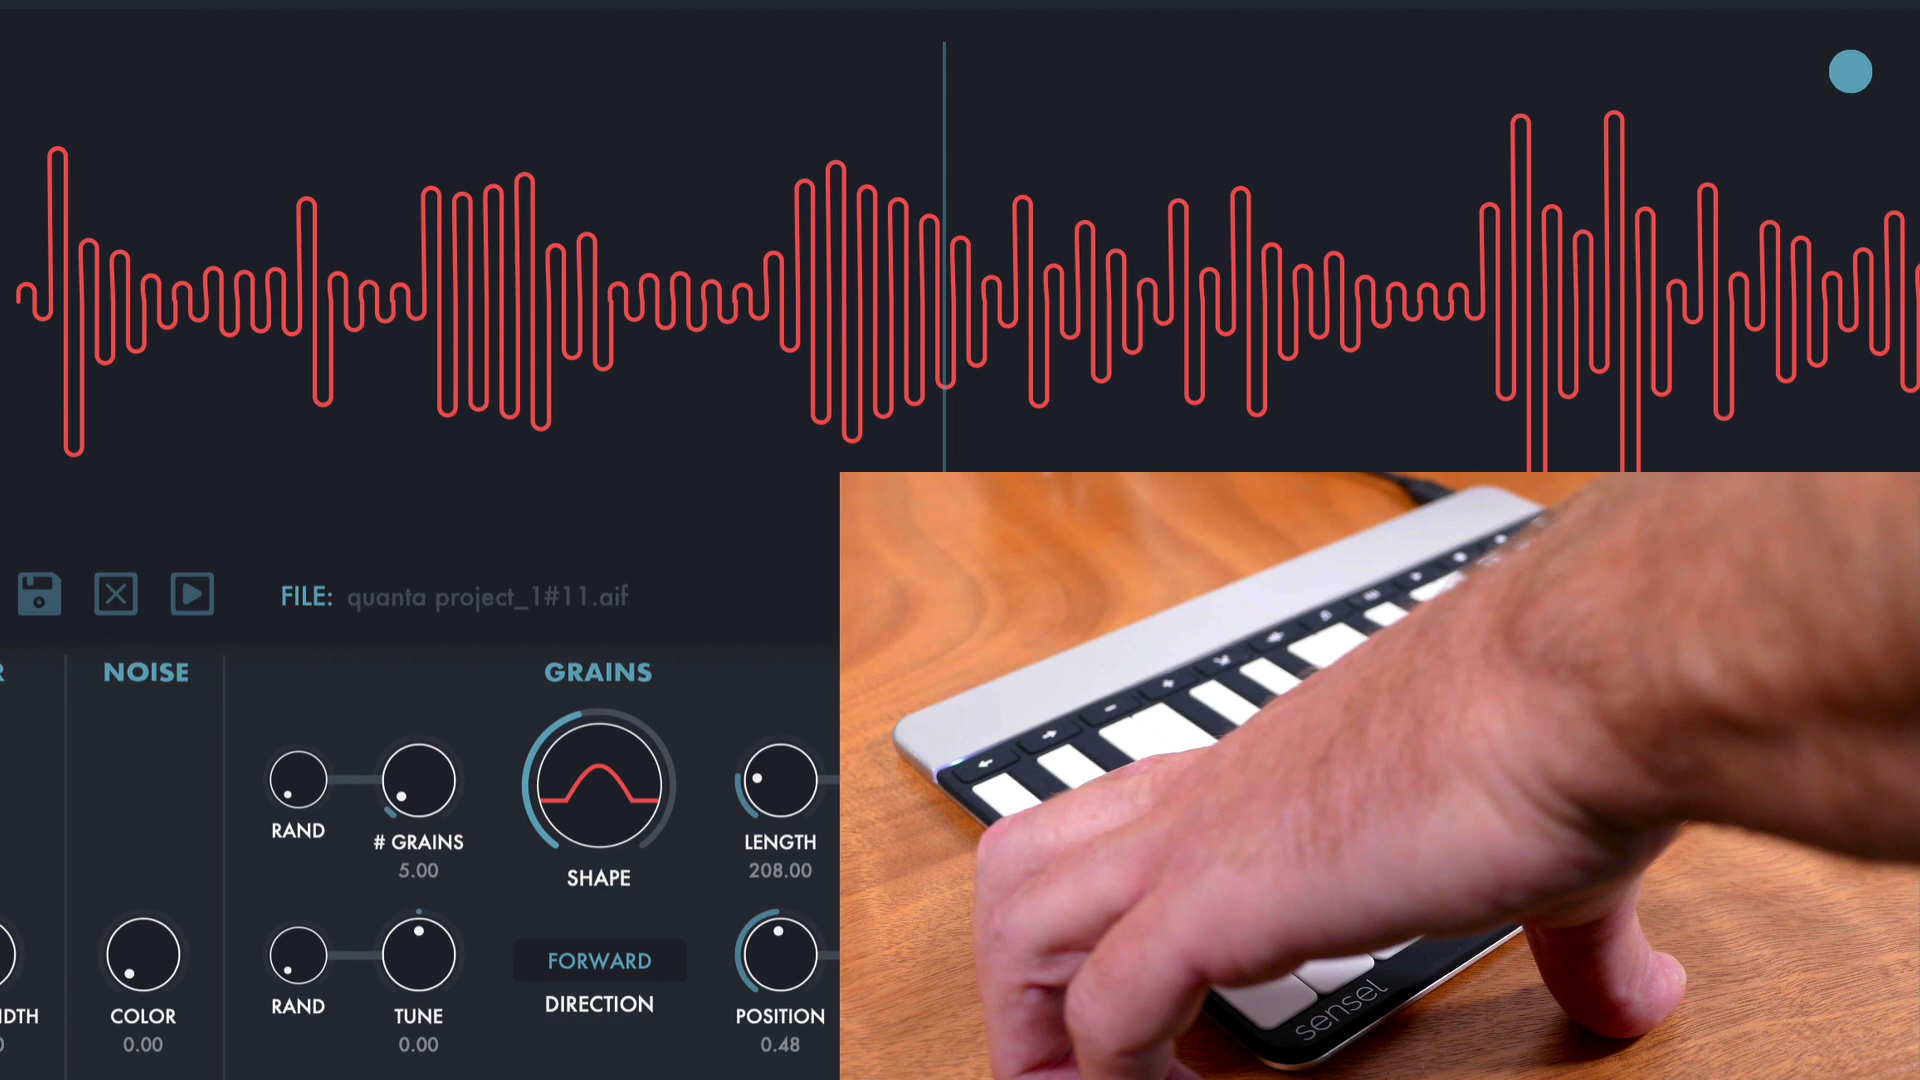 FILE: quanta project_1#11.aif
NOISE
GRAINS
RAND
# GRAINS
5.00
SHAPE
LENGTH
208.00
FORWARD
DIRECTION
COLOR
0.00
RAND
TUNE
0.00
POSITION
0.48
sensel